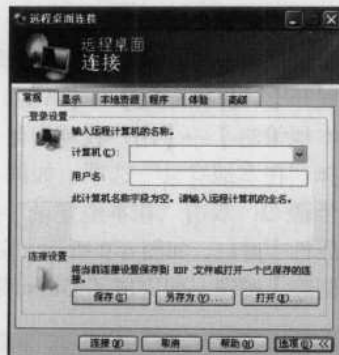 远程桌面连接
远程桌面
连接
常规 显示 本地资源 程序 体验 高级
登录设置
输入远程计算机的名称。
计算机(C):
用户名:
此计算机名称字段为空。请输入远程计算机的全名。
连接设置
将当前连接设置保存到 RDP 文件或打开一个已保存的连
接。
保存(S) 另存为(V)... 打开(E)...
连接(N) 取消 帮助(H) 选项(O) <<